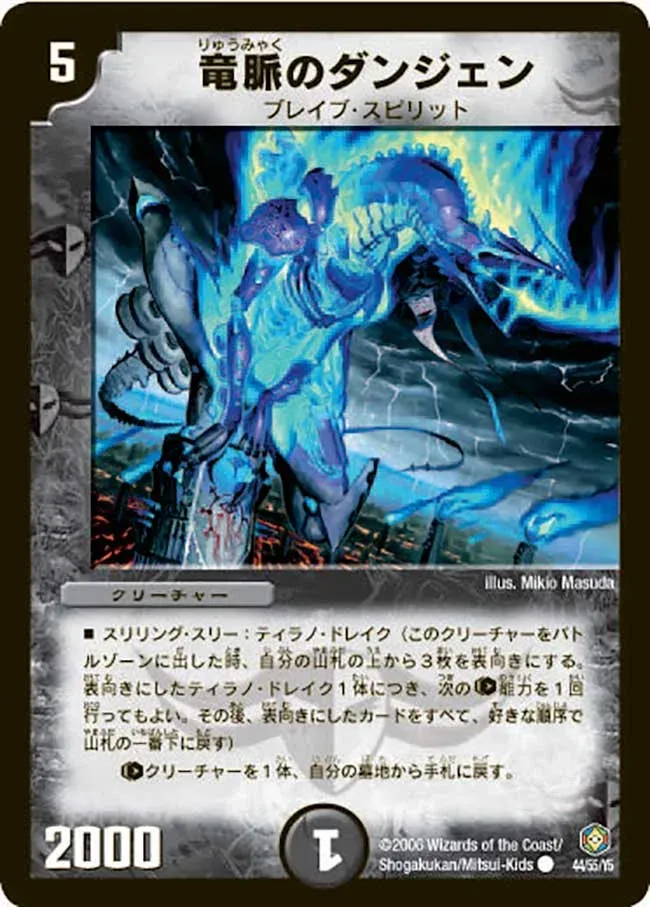 5
りゅうみゃく
竜脈のダンジェン
ブレイブ・スピリット
illus. Mikio Masuda
クリーチャー
■ スリリング・スリー：ティラノ・ドレイク（このクリーチャーをバト
ルゾーンに出した時、自分の山札の上から３枚を表向きにする。
表向きにしたティラノ・ドレイク１体につき、次の能力を１回
行ってもよい。その後、表向きにしたカードをすべて、好きな順序で
山札の一番下に戻す）
クリーチャーを１体、自分の墓地から手札に戻す。
2000
1
©2006 Wizards of the Coast/
Shogakukan/Mitsui-Kids
44/55/Y5